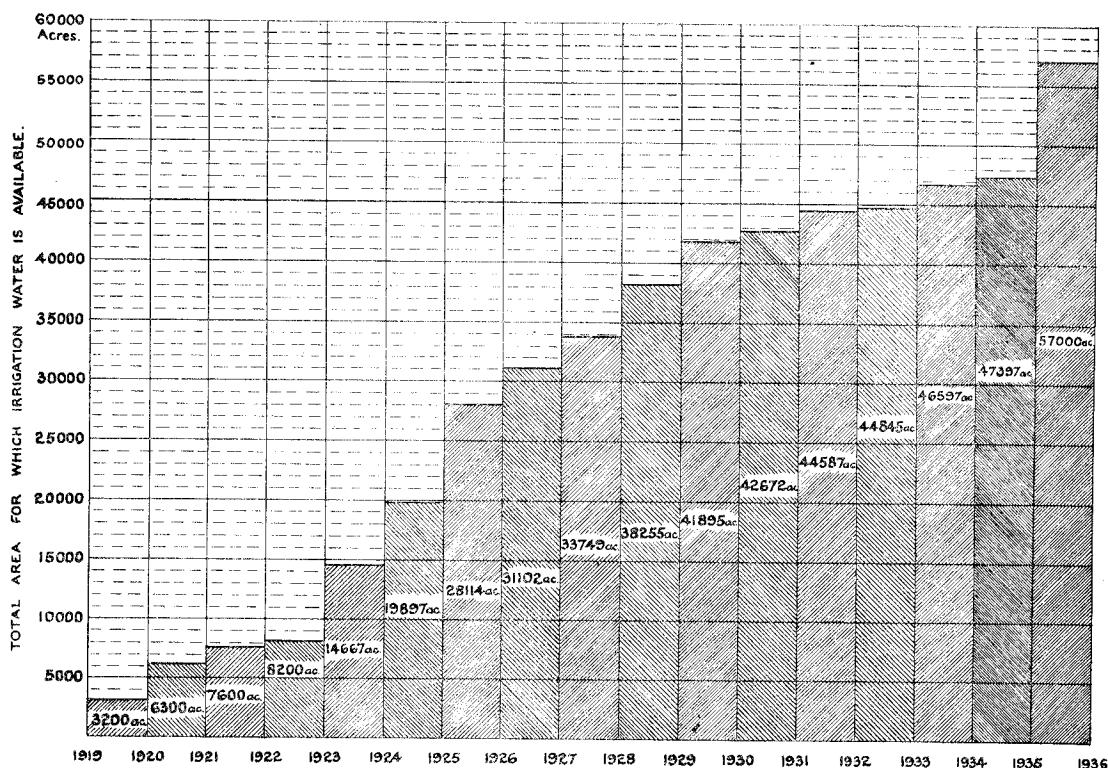 60000
Acres.
55000
50000
45000
40000
35000
30000
25000
20000
15000
10000
5000
TOTAL AREA FOR WHICH IRRIGATION WATER IS AVAILABLE.
3200ac.
6300ac.
7600ac.
8200ac.
14667ac.
19897ac.
28114ac.
31102ac.
33749ac.
38255ac.
41895ac.
42672ac.
44587ac.
44845ac.
46597ac.
47397ac.
57000ac.
1919 1920 1921 1922 1923 1924 1925 1926 1927 1928 1929 1930 1931 1932 1933 1934 1935 1936